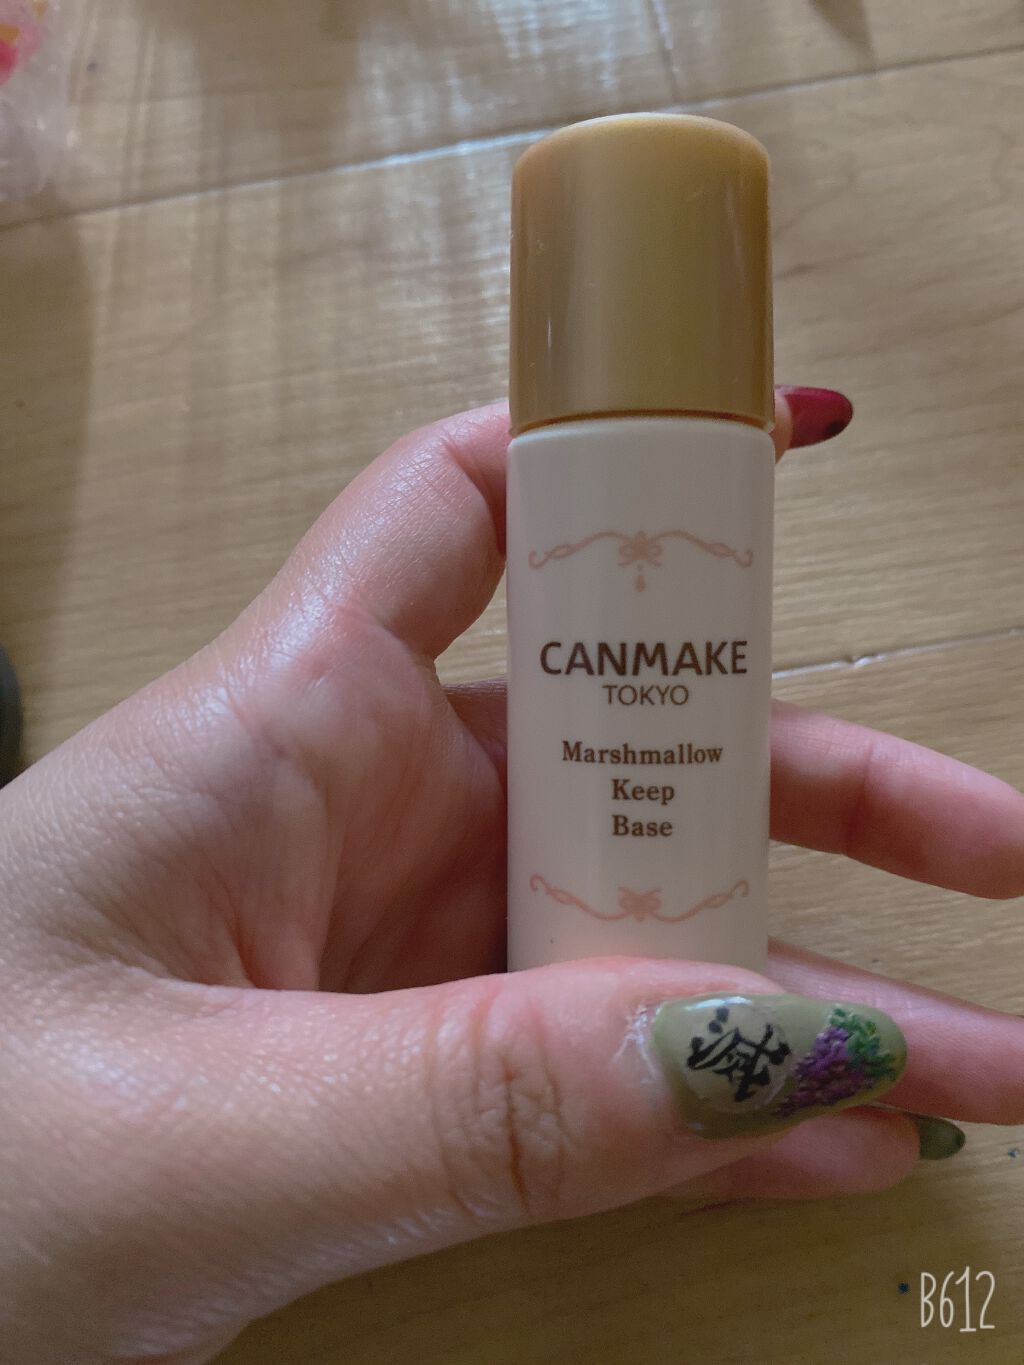 CANMAKE
TOKYO
Marshmallow
Keep
Base
滅
B612